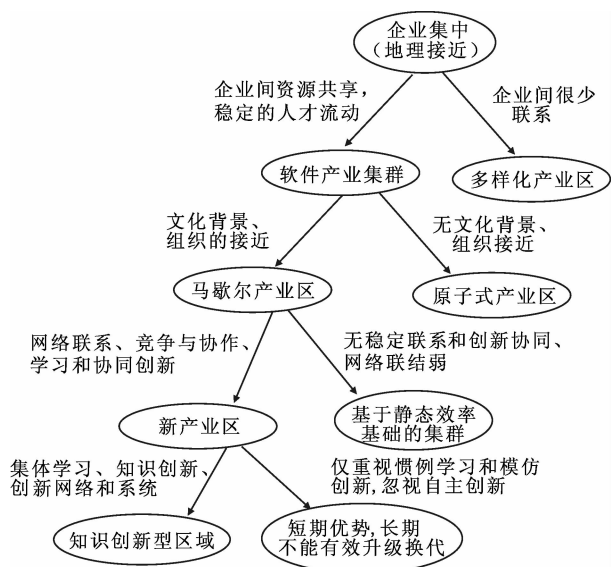 企业集中
(地理接近)
企业间资源共享,
稳定的人才流动
企业间很少
联系
软件产业集群
多样化产业区
文化背景、
组织的接近
无文化背景、
组织接近
马歇尔产业区
原子式产业区
网络联系、竞争与协作、
学习和协同创新
无稳定联系和创新协同、
网络联结弱
新产业区
基于静态效率
基础的集群
集体学习、知识创新、
创新网络和系统
仅重视惯例学习和模仿
创新,忽视自主创新
知识创新型区域
短期优势,长期
不能有效升级换代